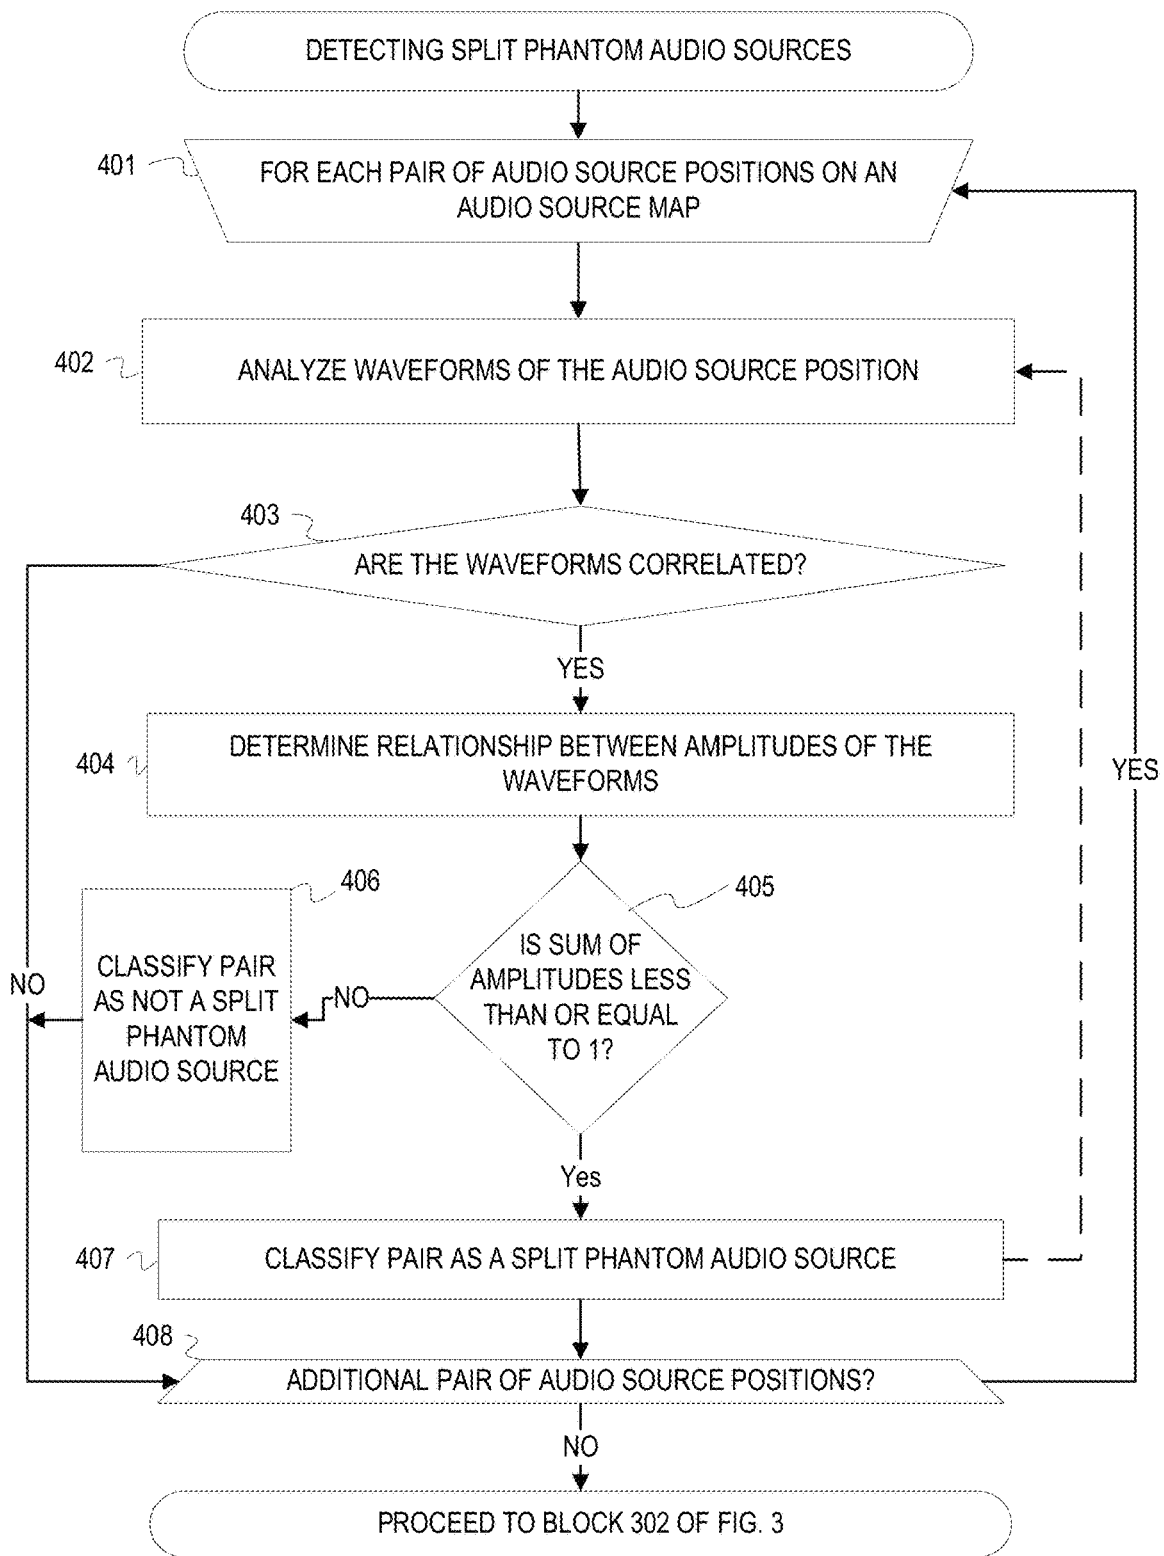 DETECTING SPLIT PHANTOM AUDIO SOURCES
401
FOR EACH PAIR OF AUDIO SOURCE POSITIONS ON AN
AUDIO SOURCE MAP
402
ANALYZE WAVEFORMS OF THE AUDIO SOURCE POSITION
403
ARE THE WAVEFORMS CORRELATED?
YES
404
DETERMINE RELATIONSHIP BETWEEN AMPLITUDES OF THE
WAVEFORMS
YES
405
IS SUM OF
AMPLITUDES LESS
THAN OR EQUAL
TO 1?
406
CLASSIFY PAIR
AS NOT A SPLIT
PHANTOM
AUDIO SOURCE
NO
NO
Yes
407
CLASSIFY PAIR AS A SPLIT PHANTOM AUDIO SOURCE
408
ADDITIONAL PAIR OF AUDIO SOURCE POSITIONS?
NO
PROCEED TO BLOCK 302 OF FIG. 3